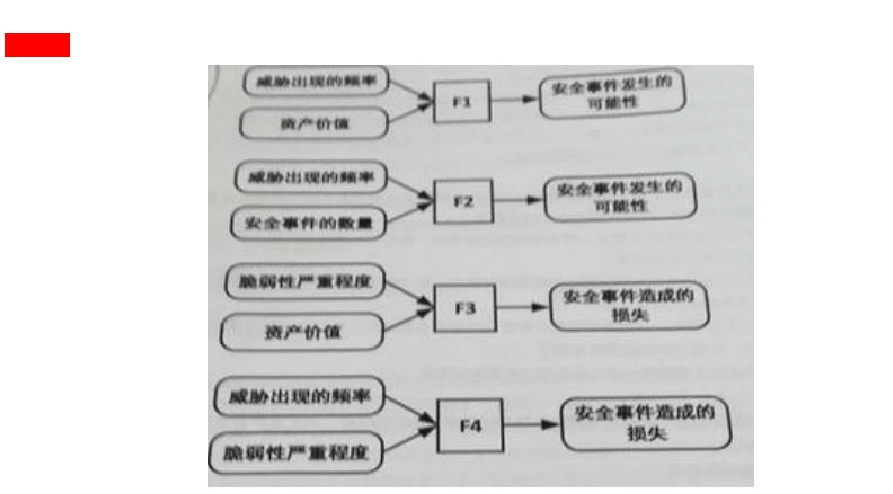 威胁出现的频率
资产价值
F1
安全事件发生的
可能性
威胁出现的频率
安全事件的数量
F2
安全事件发生的
可能性
脆弱性严重程度
资产价值
F3
安全事件造成的
损失
威胁出现的频率
脆弱性严重程度
F4
安全事件造成的
损失